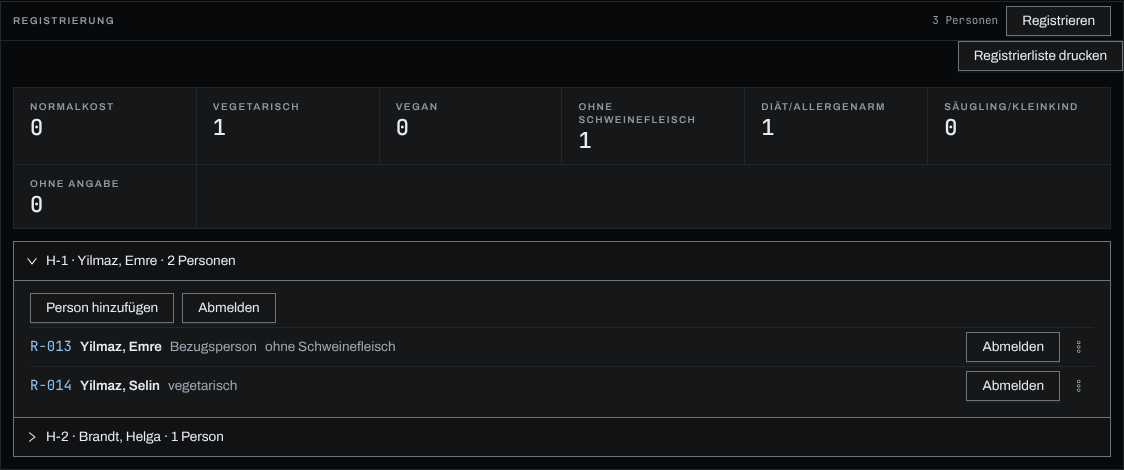 REGISTRIERUNG
3 Personen
Registrieren
Registrierliste drucken
NORMALKOST
0
VEGETARISCH
1
VEGAN
0
OHNE
SCHWEINEFLEISCH
1
DIÄT/ALLERGENARM
1
SÄUGLING/KLEINKIND
0
OHNE ANGABE
0
H-1 · Yilmaz, Emre · 2 Personen
Person hinzufügen
Abmelden
R-013 Yilmaz, Emre Bezugsperson ohne Schweinefleisch Abmelden
R-014 Yilmaz, Selin vegetarisch Abmelden
H-2 · Brandt, Helga · 1 Person